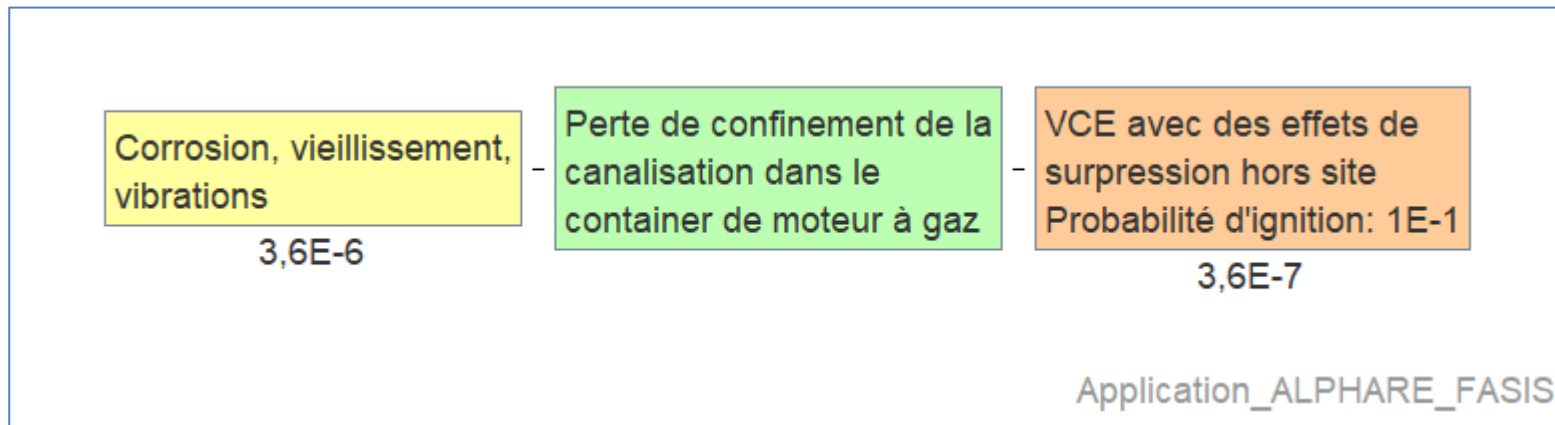 Corrosion, vieillissement,
vibrations
3,6E-6
Perte de confinement de la
canalisation dans le
container de moteur à gaz
VCE avec des effets de
surpression hors site
Probabilité d'ignition: 1E-1
3,6E-7
Application_ALPHARE_FASIS